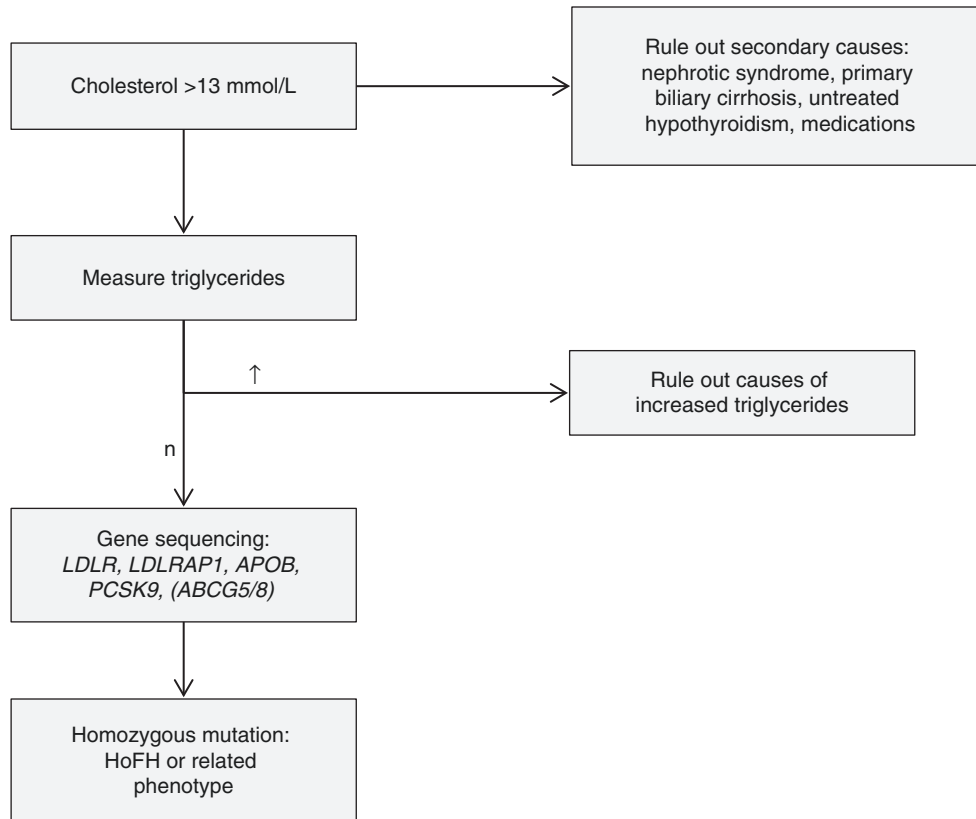 Cholesterol >13 mmol/L
Rule out secondary causes:
nephrotic syndrome, primary
biliary cirrhosis, untreated
hypothyroidism, medications
Measure triglycerides
↑
Rule out causes of
increased triglycerides
n
Gene sequencing:
LDLR, LDLRAP1, APOB,
PCSK9, (ABCG5/8)
Homozygous mutation:
HoFH or related
phenotype